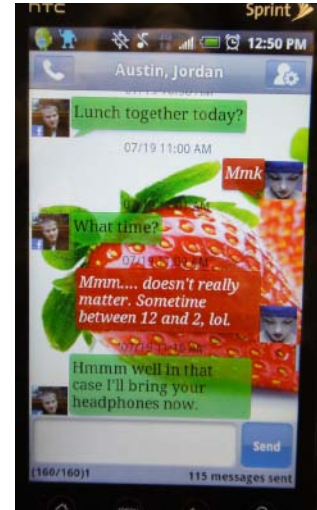 HTC
Sprint
12:50 PM
Austin, Jordan
Lunch together today?
07/19 11:00 AM
Mmk
What time?
Mmm.... doesn't really
matter. Sometime
between 12 and 2, lol.
Hmmm well in that
case I'll bring your
headphones now.
Send
(160/160)1
115 messages sent